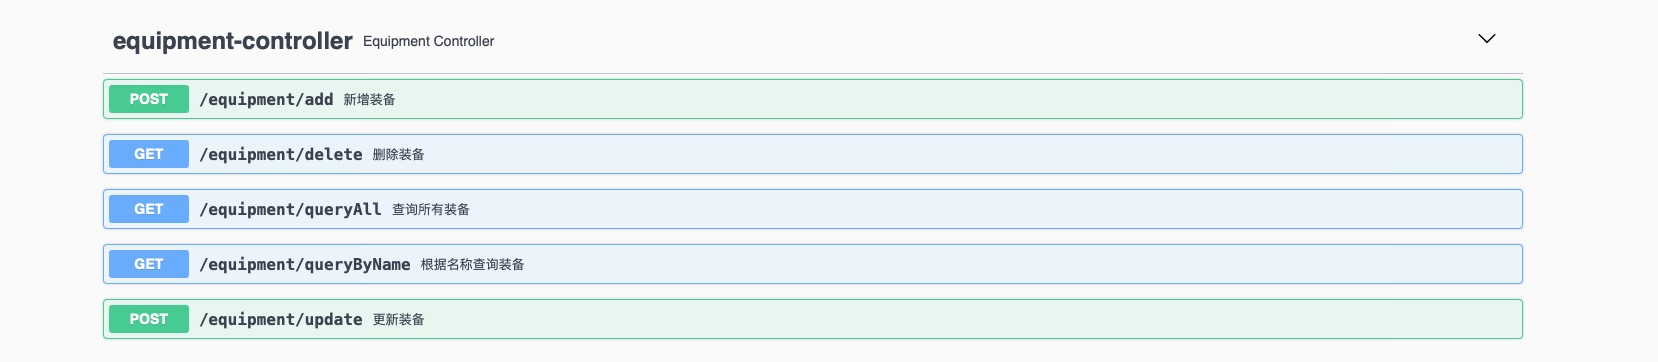 equipment-controller Equipment Controller
POST /equipment/add 新增装备
GET /equipment/delete 删除装备
GET /equipment/queryAll 查询所有装备
GET /equipment/queryByName 根据名称查询装备
POST /equipment/update 更新装备